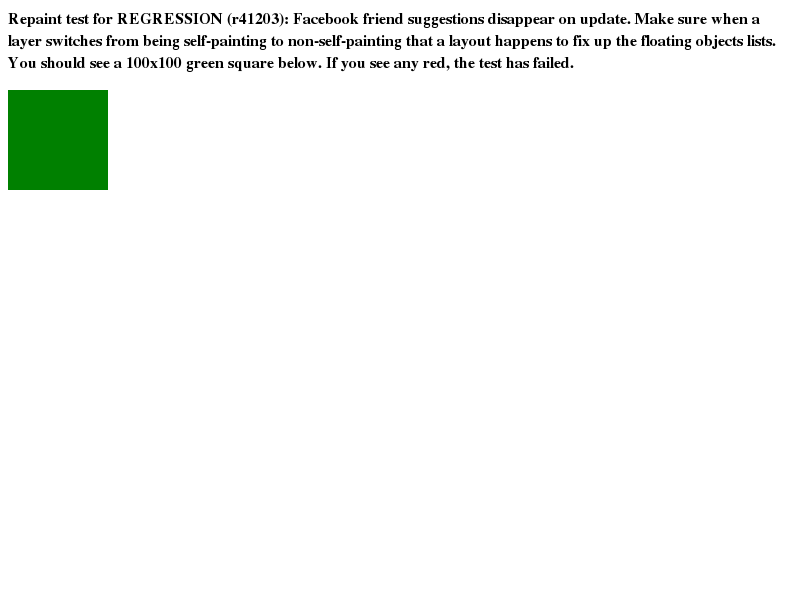 Repaint test for REGRESSION (r41203): Facebook friend suggestions disappear on update. Make sure when a
layer switches from being self-painting to non-self-painting that a layout happens to fix up the floating objects lists.
You should see a 100x100 green square below. If you see any red, the test has failed.